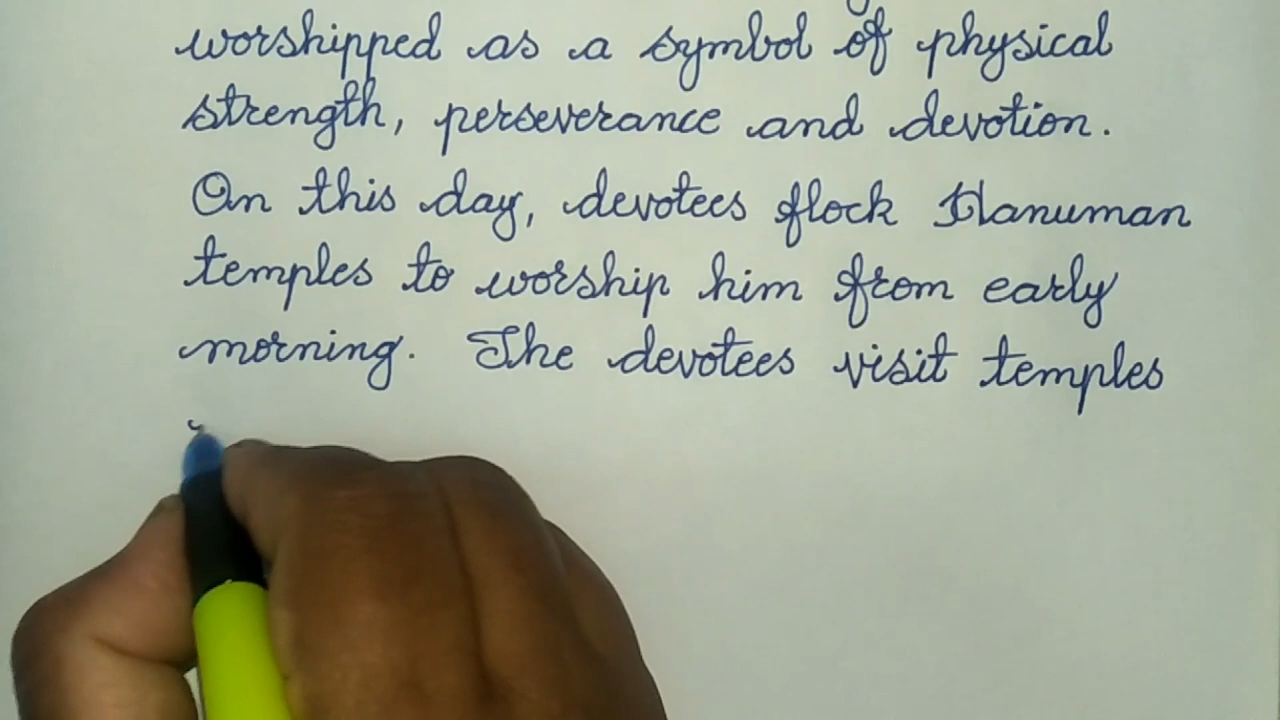 worshipped as a symbol of physical
strength, perseverance and devotion.
On this day, devotees flock Hanuman
temples to worship him from early
morning. The devotees visit temples